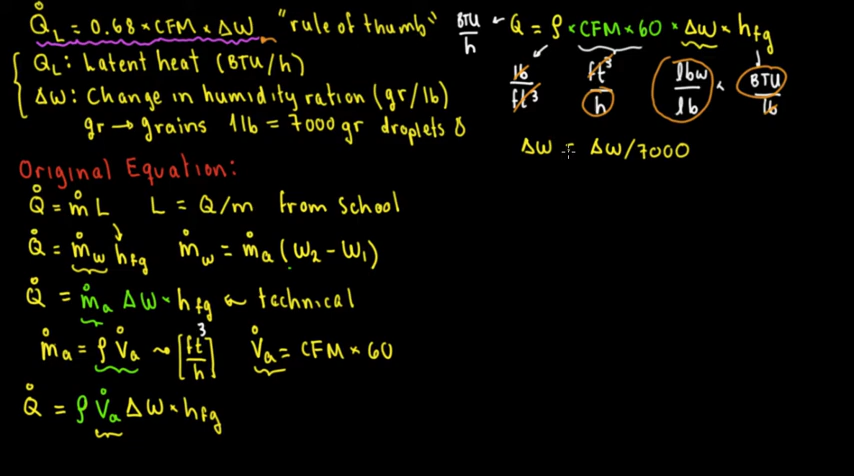 Q̇L = 0.68 × CFM × ΔW "rule of thumb"
QL: Latent heat (BTU/h)
ΔW: Change in humidity ration (gr/lb)
gr → grains 1lb = 7000 gr droplets
Original Equation:
Q̇ = ṁ L L = Q/m from school
Q̇ = ṁw hfg ṁw = ṁa (W2 - W1)
Q̇ = ṁa ΔW × hfg ← technical
ṁa = ρ V̇a ~ [ft³/h] V̇a = CFM × 60
Q̇ = ρ V̇a ΔW × hfg
BTU/h ← Q̇ = ρ × CFM × 60 × ΔW × hfg
lb/ft³ ft³/h lbw/lb × BTU/lb
ΔW = ΔW/7000